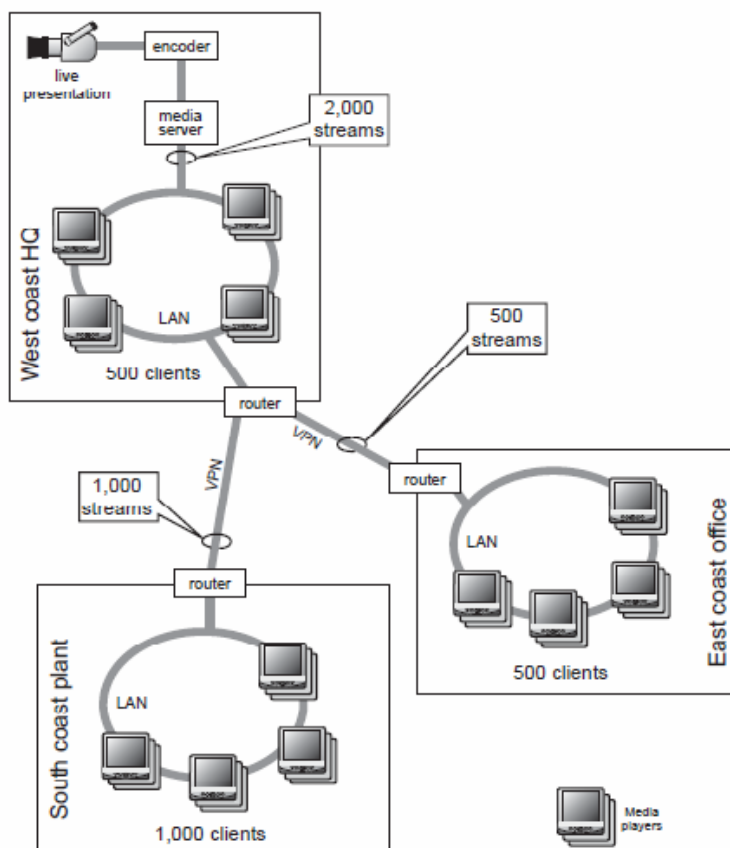 encoder
live
presentation
media
server
2,000
streams
West coast HQ
LAN
500 clients
500
streams
router
VPN
VPN
1,000
streams
router
router
LAN
East coast office
500 clients
South coast plant
LAN
1,000 clients
Media
players